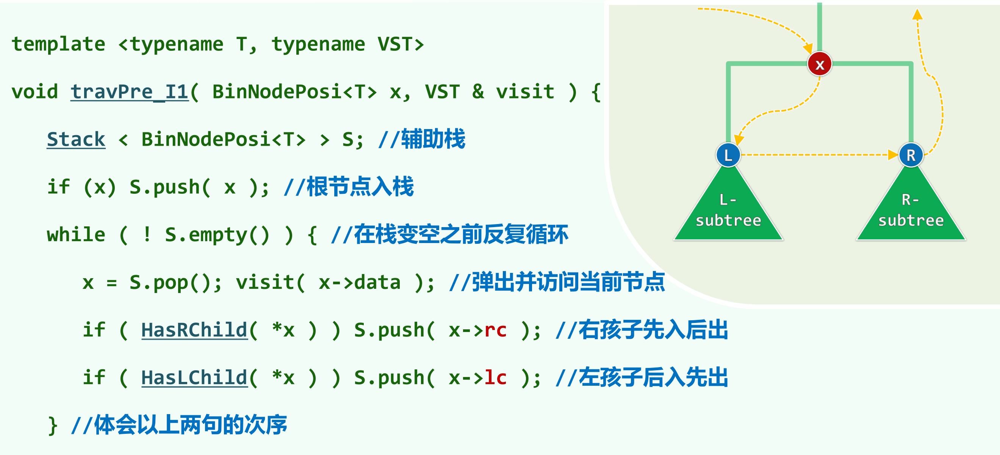 template <typename T, typename VST>
void travPre_I1( BinNodePosi<T> x, VST & visit ) {
Stack < BinNodePosi<T> > S; //辅助栈
if (x) S.push( x ); //根节点入栈
while ( ! S.empty() ) { //在栈变空之前反复循环
x = S.pop(); visit( x->data ); //弹出并访问当前节点
if ( HasRChild( *x ) ) S.push( x->rc ); //右孩子先入后出
if ( HasLChild( *x ) ) S.push( x->lc ); //左孩子后入先出
} //体会以上两句的次序
x
L
R
L-
subtree
R-
subtree